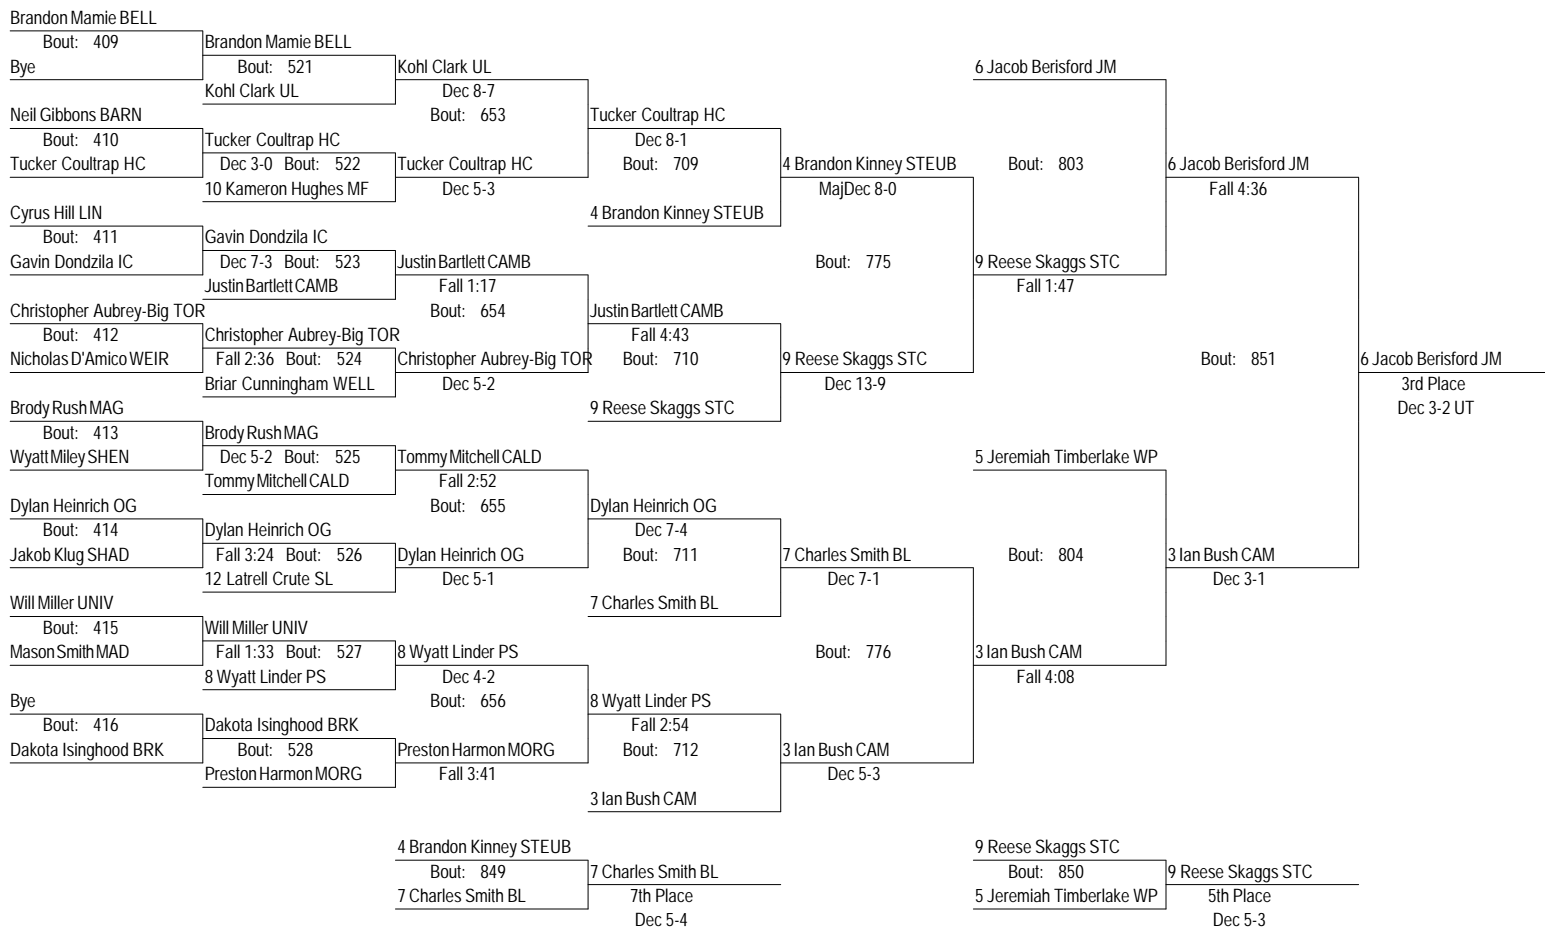 Brandon Mamie BELL
Bout: 409
Bye
Neil Gibbons BARN
Bout: 410
Tucker Coultrap HC
Cyrus Hill LIN
Bout: 411
Gavin Dondzila IC
Christopher Aubrey-Big TOR
Bout: 412
Nicholas D'Amico WEIR
Brody Rush MAG
Bout: 413
Wyatt Miley SHEN
Dylan Heinrich OG
Bout: 414
Jakob Klug SHAD
Will Miller UNIV
Bout: 415
Mason Smith MAD
Bye
Bout: 416
Dakota Isinghood BRK
Brandon Mamie BELL
Bout: 521
Kohl Clark UL
Tucker Coultrap HC
Dec 3-0 Bout: 522
10 Kameron Hughes MF
Gavin Dondzila IC
Dec 7-3 Bout: 523
Justin Bartlett CAMB
Christopher Aubrey-Big TOR
Fall 2:36 Bout: 524
Briar Cunningham WELL
Brody Rush MAG
Dec 5-2 Bout: 525
Tommy Mitchell CALD
Dylan Heinrich OG
Fall 3:24 Bout: 526
12 Latrell Crute SL
Will Miller UNIV
Fall 1:33 Bout: 527
8 Wyatt Linder PS
Dakota Isinghood BRK
Bout: 528
Preston Harmon MORG
Kohl Clark UL
Dec 8-7
Bout: 653
Tucker Coultrap HC
Dec 5-3
Justin Bartlett CAMB
Fall 1:17
Bout: 654
Christopher Aubrey-Big TOR
Dec 5-2
Tommy Mitchell CALD
Fall 2:52
Bout: 655
Dylan Heinrich OG
Dec 5-1
8 Wyatt Linder PS
Dec 4-2
Bout: 656
Preston Harmon MORG
Fall 3:41
Tucker Coultrap HC
Dec 8-1
Bout: 709
4 Brandon Kinney STEUB
Justin Bartlett CAMB
Fall 4:43
Bout: 710
9 Reese Skaggs STC
Dylan Heinrich OG
Dec 7-4
Bout: 711
7 Charles Smith BL
8 Wyatt Linder PS
Fall 2:54
Bout: 712
3 Ian Bush CAM
4 Brandon Kinney STEUB
MajDec 8-0
Bout: 775
9 Reese Skaggs STC
Dec 13-9
7 Charles Smith BL
Dec 7-1
Bout: 776
3 Ian Bush CAM
Dec 5-3
6 Jacob Berisford JM
Bout: 803
9 Reese Skaggs STC
Fall 1:47
5 Jeremiah Timberlake WP
Bout: 804
3 Ian Bush CAM
Fall 4:08
6 Jacob Berisford JM
Fall 4:36
Bout: 851
3 Ian Bush CAM
Dec 3-1
6 Jacob Berisford JM
3rd Place
Dec 3-2 UT
4 Brandon Kinney STEUB
Bout: 849
7 Charles Smith BL
7 Charles Smith BL
7th Place
Dec 5-4
9 Reese Skaggs STC
Bout: 850
5 Jeremiah Timberlake WP
9 Reese Skaggs STC
5th Place
Dec 5-3